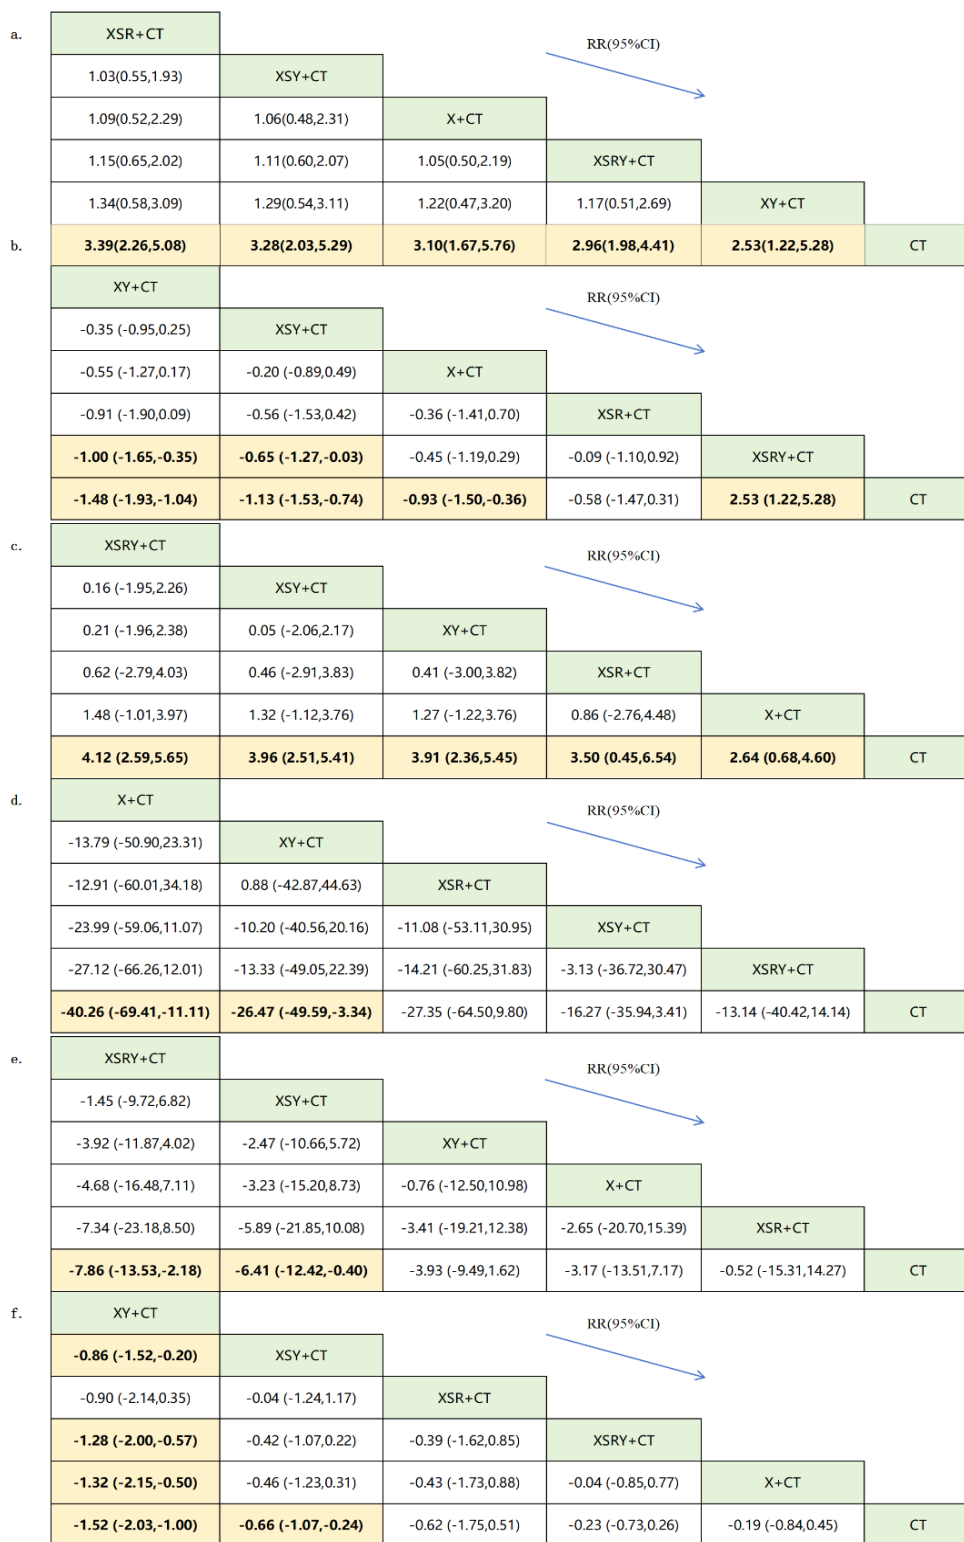 a. XSR+CT
RR(95%CI)
1.03(0.55,1.93) XSY+CT
1.09(0.52,2.29) 1.06(0.48,2.31) X+CT
1.15(0.65,2.02) 1.11(0.60,2.07) 1.05(0.50,2.19) XSRY+CT
1.34(0.58,3.09) 1.29(0.54,3.11) 1.22(0.47,3.20) 1.17(0.51,2.69) XY+CT
b. 3.39(2.26,5.08) 3.28(2.03,5.29) 3.10(1.67,5.76) 2.96(1.98,4.41) 2.53(1.22,5.28) CT
XY+CT
RR(95%CI)
-0.35 (-0.95,0.25) XSY+CT
-0.55 (-1.27,0.17) -0.20 (-0.89,0.49) X+CT
-0.91 (-1.90,0.09) -0.56 (-1.53,0.42) -0.36 (-1.41,0.70) XSR+CT
-1.00 (-1.65,-0.35) -0.65 (-1.27,-0.03) -0.45 (-1.19,0.29) -0.09 (-1.10,0.92) XSRY+CT
-1.48 (-1.93,-1.04) -1.13 (-1.53,-0.74) -0.93 (-1.50,-0.36) -0.58 (-1.47,0.31) 2.53 (1.22,5.28) CT
c. XSRY+CT
RR(95%CI)
0.16 (-1.95,2.26) XSY+CT
0.21 (-1.96,2.38) 0.05 (-2.06,2.17) XY+CT
0.62 (-2.79,4.03) 0.46 (-2.91,3.83) 0.41 (-3.00,3.82) XSR+CT
1.48 (-1.01,3.97) 1.32 (-1.12,3.76) 1.27 (-1.22,3.76) 0.86 (-2.76,4.48) X+CT
4.12 (2.59,5.65) 3.96 (2.51,5.41) 3.91 (2.36,5.45) 3.50 (0.45,6.54) 2.64 (0.68,4.60) CT
d. X+CT
RR(95%CI)
-13.79 (-50.90,23.31) XY+CT
-12.91 (-60.01,34.18) 0.88 (-42.87,44.63) XSR+CT
-23.99 (-59.06,11.07) -10.20 (-40.56,20.16) -11.08 (-53.11,30.95) XSY+CT
-27.12 (-66.26,12.01) -13.33 (-49.05,22.39) -14.21 (-60.25,31.83) -3.13 (-36.72,30.47) XSRY+CT
-40.26 (-69.41,-11.11) -26.47 (-49.59,-3.34) -27.35 (-64.50,9.80) -16.27 (-35.94,3.41) -13.14 (-40.42,14.14) CT
e. XSRY+CT
RR(95%CI)
-1.45 (-9.72,6.82) XSY+CT
-3.92 (-11.87,4.02) -2.47 (-10.66,5.72) XY+CT
-4.68 (-16.48,7.11) -3.23 (-15.20,8.73) -0.76 (-12.50,10.98) X+CT
-7.34 (-23.18,8.50) -5.89 (-21.85,10.08) -3.41 (-19.21,12.38) -2.65 (-20.70,15.39) XSR+CT
-7.86 (-13.53,-2.18) -6.41 (-12.42,-0.40) -3.93 (-9.49,1.62) -3.17 (-13.51,7.17) -0.52 (-15.31,14.27) CT
f. XY+CT
RR(95%CI)
-0.86 (-1.52,-0.20) XSY+CT
-0.90 (-2.14,0.35) -0.04 (-1.24,1.17) XSR+CT
-1.28 (-2.00,-0.57) -0.42 (-1.07,0.22) -0.39 (-1.62,0.85) XSRY+CT
-1.32 (-2.15,-0.50) -0.46 (-1.23,0.31) -0.43 (-1.73,0.88) -0.04 (-0.85,0.77) X+CT
-1.52 (-2.03,-1.00) -0.66 (-1.07,-0.24) -0.62 (-1.75,0.51) -0.23 (-0.73,0.26) -0.19 (-0.84,0.45) CT